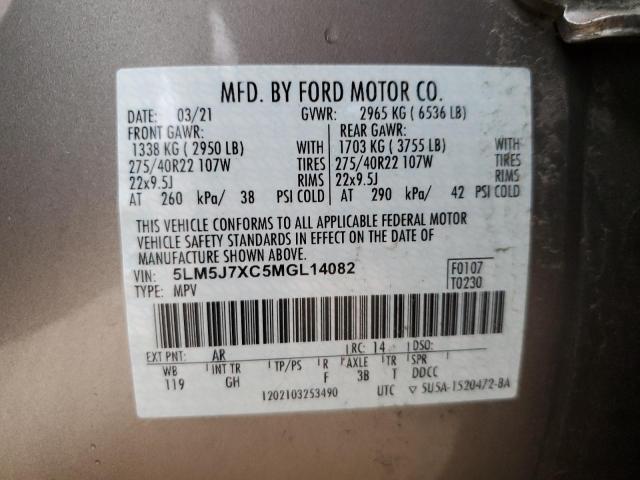 MFD. BY FORD MOTOR CO.
DATE: 03/21 GVWR: 2965 KG ( 6536 LB)
FRONT GAWR: REAR GAWR:
1338 KG ( 2950 LB) WITH 1703 KG ( 3755 LB) WITH
275/40R22 107W TIRES 275/40R22 107W TIRES
22x9.5J RIMS 22x9.5J RIMS
AT 260 kPa/ 38 PSI COLD AT 290 kPa/ 42 PSI COLD
THIS VEHICLE CONFORMS TO ALL APPLICABLE FEDERAL MOTOR
VEHICLE SAFETY STANDARDS IN EFFECT ON THE DATE OF
MANUFACTURE SHOWN ABOVE.
VIN: 5LM5J7XC5MGL14082 F0107
TYPE: MPV T0230
EXT PNT: AR RC: 14 DSO:
WB INT TR TP/PS R AXLE TR SPR
119 GH F 3B T DDCC
1202103253490 UTC ▽ 5U5A-1520472-BA